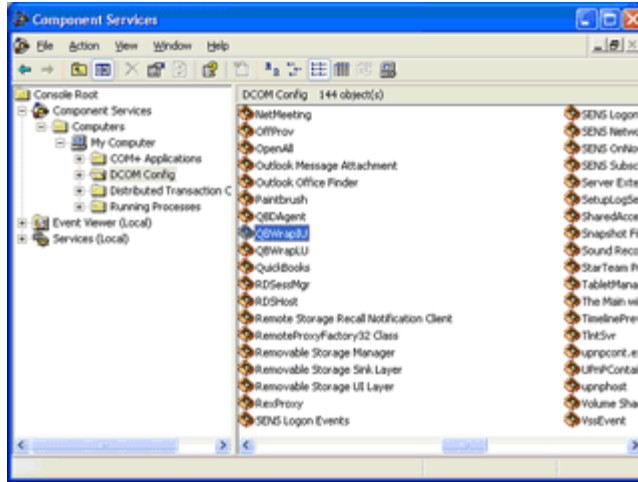 Component Services
File Action View Window Help
Console Root
Component Services
Computers
My Computer
COM+ Applications
DCOM Config
Distributed Transaction C
Running Processes
Event Viewer (Local)
Services (Local)
DCOM Config 144 object(s)
NetMeeting
OffProv
OpenAll
Outlook Message Attachment
Outlook Office Finder
Paintbrush
QBDAgent
QBWrapIU
QBWrapLU
QuickBooks
RDSessMgr
RDSHost
Remote Storage Recall Notification Client
RemoteProxyFactory32 Class
Removable Storage Manager
Removable Storage Sink Layer
Removable Storage UI Layer
RexProxy
SENS Logon Events
SENS Logon
SENS Netwo
SENS OnNo
SENS Subsc
Server Exte
SetupLogSe
SharedAcce
Snapshot Fi
Sound Reco
StarTeam P
TabletMana
The Main wi
TimelinePrev
TlntSvr
upnpcont.e
UPnPContai
upnphost
Volume Sha
VssEvent